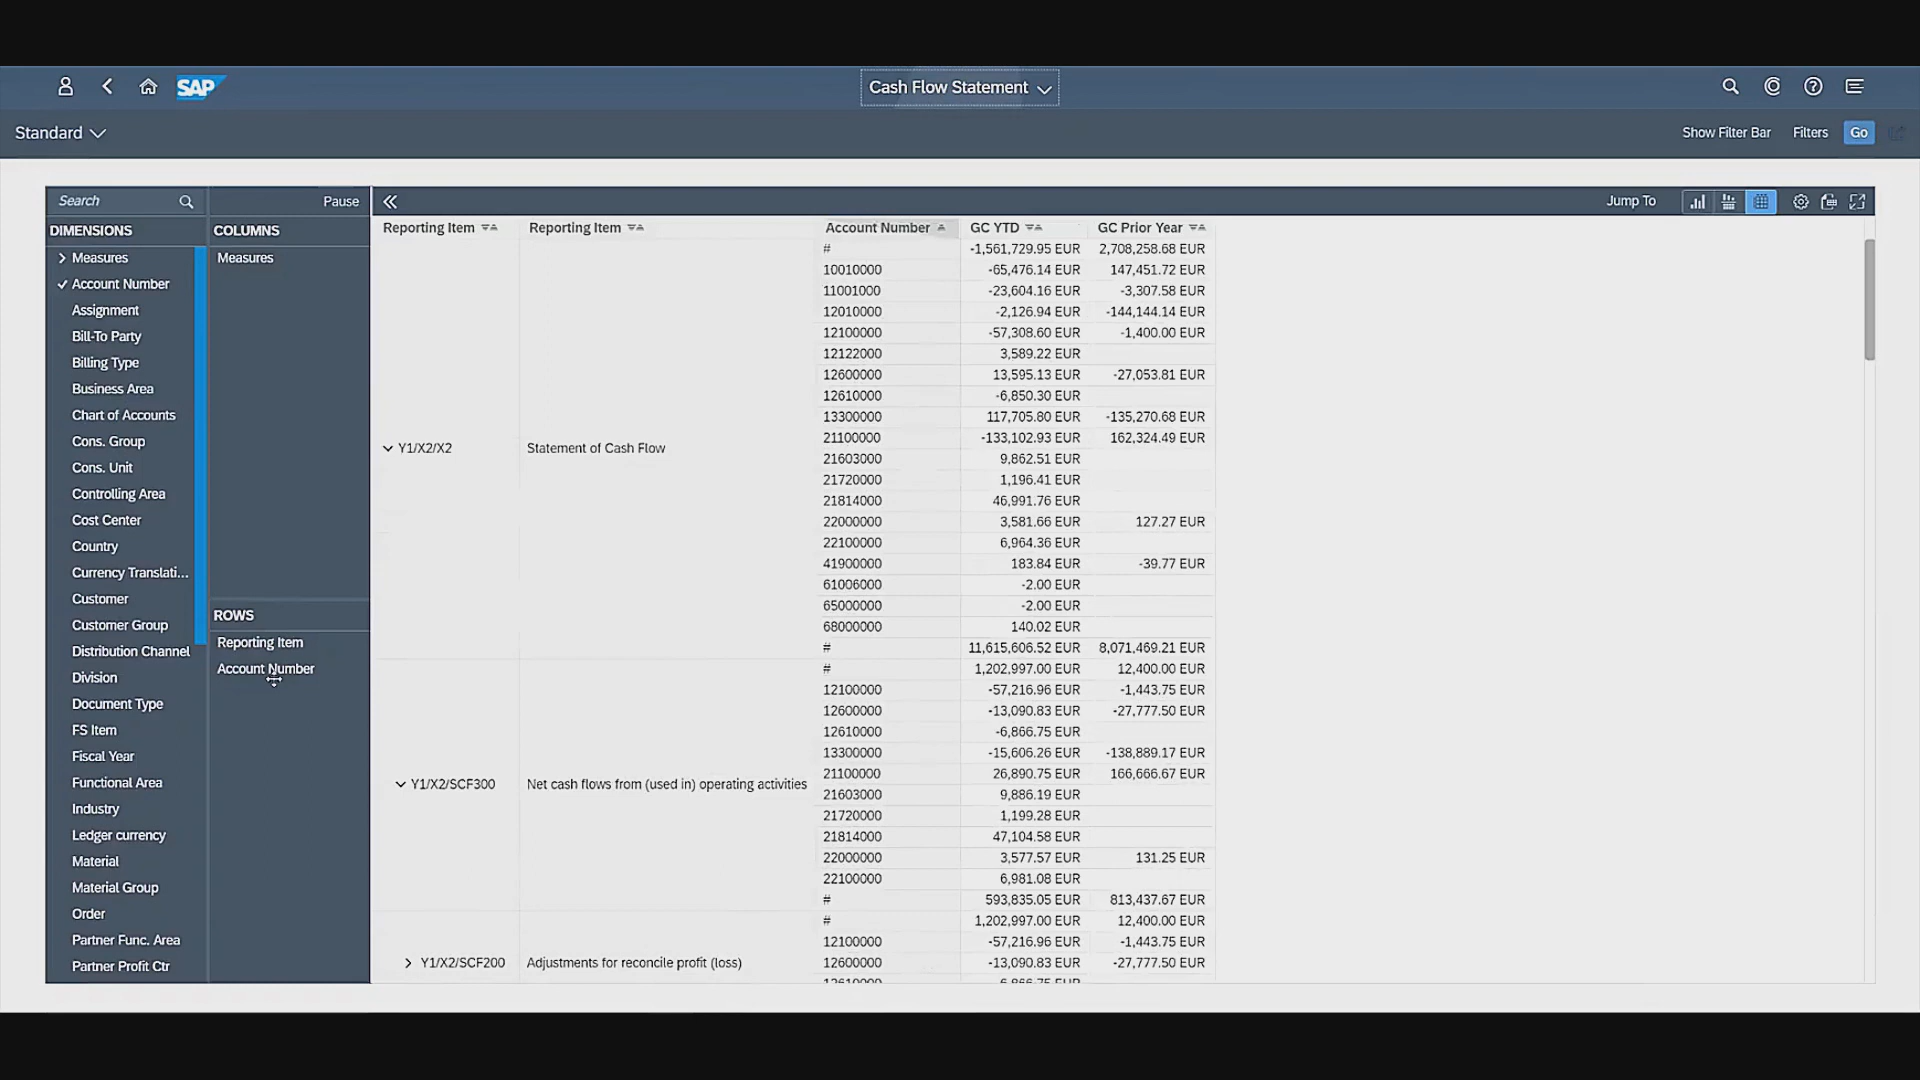 SAP
Cash Flow Statement
Standard
Show Filter Bar Filters Go
Search
Pause
Jump To
DIMENSIONS
Measures
Account Number
Assignment
Bill-To Party
Billing Type
Business Area
Chart of Accounts
Cons. Group
Cons. Unit
Controlling Area
Cost Center
Country
Currency Translati...
Customer
Customer Group
Distribution Channel
Division
Document Type
FS Item
Fiscal Year
Functional Area
Industry
Ledger currency
Material
Material Group
Order
Partner Func. Area
Partner Profit Ctr
COLUMNS
Measures
ROWS
Reporting Item
Account Number
Reporting Item Reporting Item Account Number GC YTD GC Prior Year
# -1,561,729.95 EUR 2,708,258.68 EUR
10010000 -65,476.14 EUR 147,451.72 EUR
11001000 -23,604.16 EUR -3,307.58 EUR
12010000 -2,126.94 EUR -144,144.14 EUR
12100000 -57,308.60 EUR -1,400.00 EUR
12122000 3,589.22 EUR
12600000 13,595.13 EUR -27,053.81 EUR
12610000 -6,850.30 EUR
13300000 117,705.80 EUR -135,270.68 EUR
21100000 -133,102.93 EUR 162,324.49 EUR
Y1/X2/X2 Statement of Cash Flow
21603000 9,862.51 EUR
21720000 1,196.41 EUR
21814000 46,991.76 EUR
22000000 3,581.66 EUR 127.27 EUR
22100000 6,964.36 EUR
41900000 183.84 EUR -39.77 EUR
61006000 -2.00 EUR
65000000 -2.00 EUR
68000000 140.02 EUR
# 11,615,606.52 EUR 8,071,469.21 EUR
# 1,202,997.00 EUR 12,400.00 EUR
12100000 -57,216.96 EUR -1,443.75 EUR
12600000 -13,090.83 EUR -27,777.50 EUR
12610000 -6,866.75 EUR
13300000 -15,606.26 EUR -138,889.17 EUR
21100000 26,890.75 EUR 166,666.67 EUR
Y1/X2/SCF300 Net cash flows from (used in) operating activities
21603000 9,886.19 EUR
21720000 1,199.28 EUR
21814000 47,104.58 EUR
22000000 3,577.57 EUR 131.25 EUR
22100000 6,981.08 EUR
# 593,835.05 EUR 813,437.67 EUR
# 1,202,997.00 EUR 12,400.00 EUR
12100000 -57,216.96 EUR -1,443.75 EUR
Y1/X2/SCF200 Adjustments for reconcile profit (loss) 12600000 -13,090.83 EUR -27,777.50 EUR